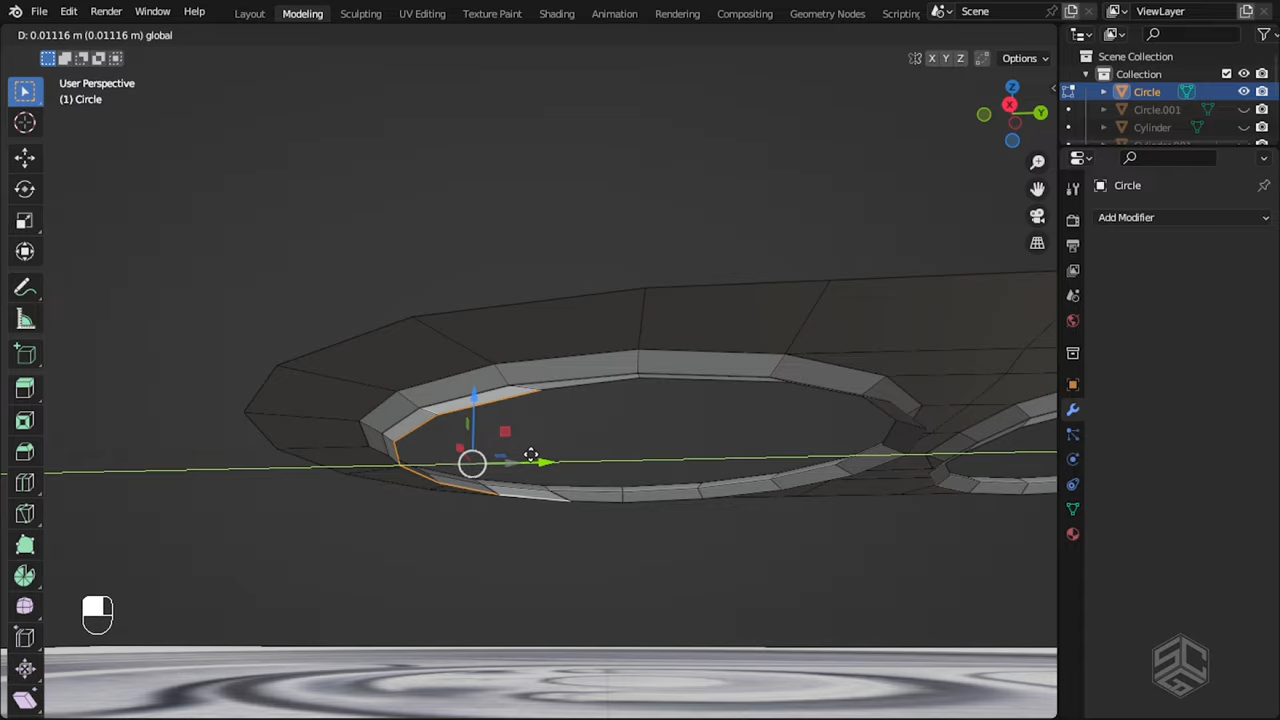 File Edit Render Window Help
Layout Modeling Sculpting UV Editing Texture Paint Shading Animation Rendering Compositing Geometry Nodes Scripting
Scene
ViewLayer
D: 0.01116 m (0.01116 m) global
X Y Z
Options
User Perspective
(1) Circle
Z
X
Y
Scene Collection
Collection
Circle
Circle.001
Cylinder
Circle
Add Modifier